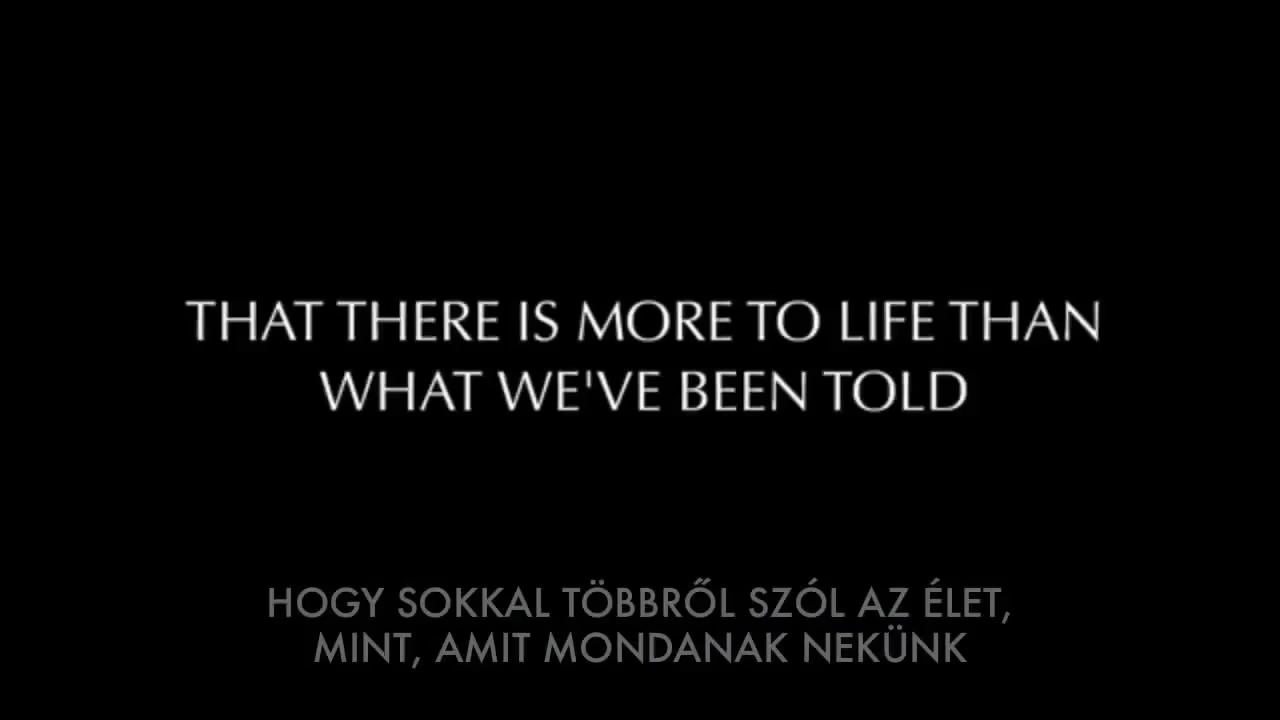 THAT THERE IS MORE TO LIFE THAN
WHAT WE'VE BEEN TOLD
HOGY SOKKAL TÖBBRŐL SZÓL AZ ÉLET,
MINT, AMIT MONDANAK NEKÜNK